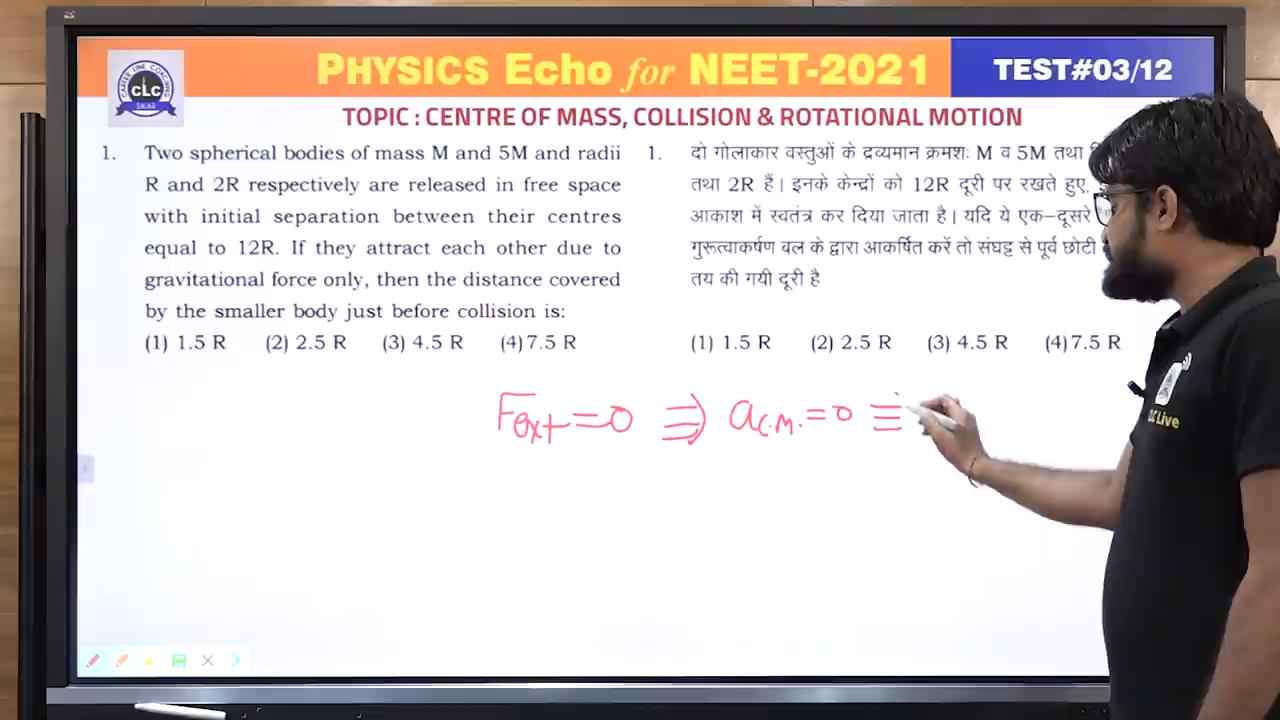 PHYSICS Echo for NEET-2021
TEST#03/12
CAREER LINE COACHING
CLC
SIKAR
TOPIC : CENTRE OF MASS, COLLISION & ROTATIONAL MOTION
1. Two spherical bodies of mass M and 5M and radii
R and 2R respectively are released in free space
with initial separation between their centres
equal to 12R. If they attract each other due to
gravitational force only, then the distance covered
by the smaller body just before collision is:
(1) 1.5 R (2) 2.5 R (3) 4.5 R (4) 7.5 R
1. दो गोलाकार वस्तुओं के द्रव्यमान क्रमशः M व 5M तथा
तथा 2R हैं। इनके केन्द्रों को 12R दूरी पर रखते हुए,
आकाश में स्वतंत्र कर दिया जाता है। यदि ये एक–दूसरे
गुरूत्वाकर्षण बल के द्वारा आकर्षित करें तो संघट्ट से पूर्व छोटी
तय की गयी दूरी है
(1) 1.5 R (2) 2.5 R (3) 4.5 R (4) 7.5 R
Fext = 0 ⇒ ac.m. = 0
Live